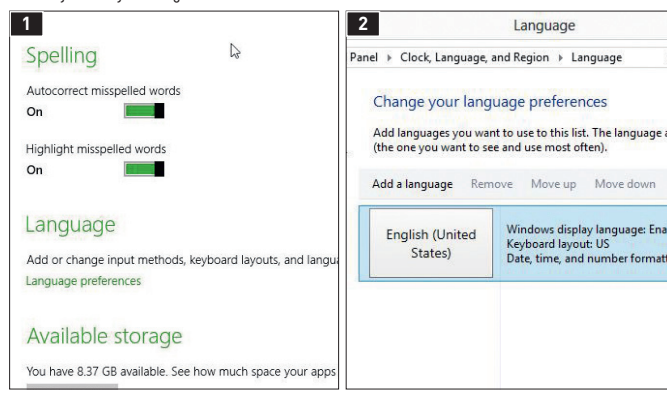 1
Spelling
Autocorrect misspelled words
On
Highlight misspelled words
On
Language
Add or change input methods, keyboard layouts, and
Language preferences
Available storage
You have 8.37 GB available. See how much space your apps
2
Language
Panel ▸ Clock, Language, and Region ▸ Language
Change your language preferences
Add languages you want to use to this list. The language
(the one you want to see and use most often).
Add a language Remove Move up Move down
English (United
States)
Windows display language:
Keyboard layout: US
Date, time, and number